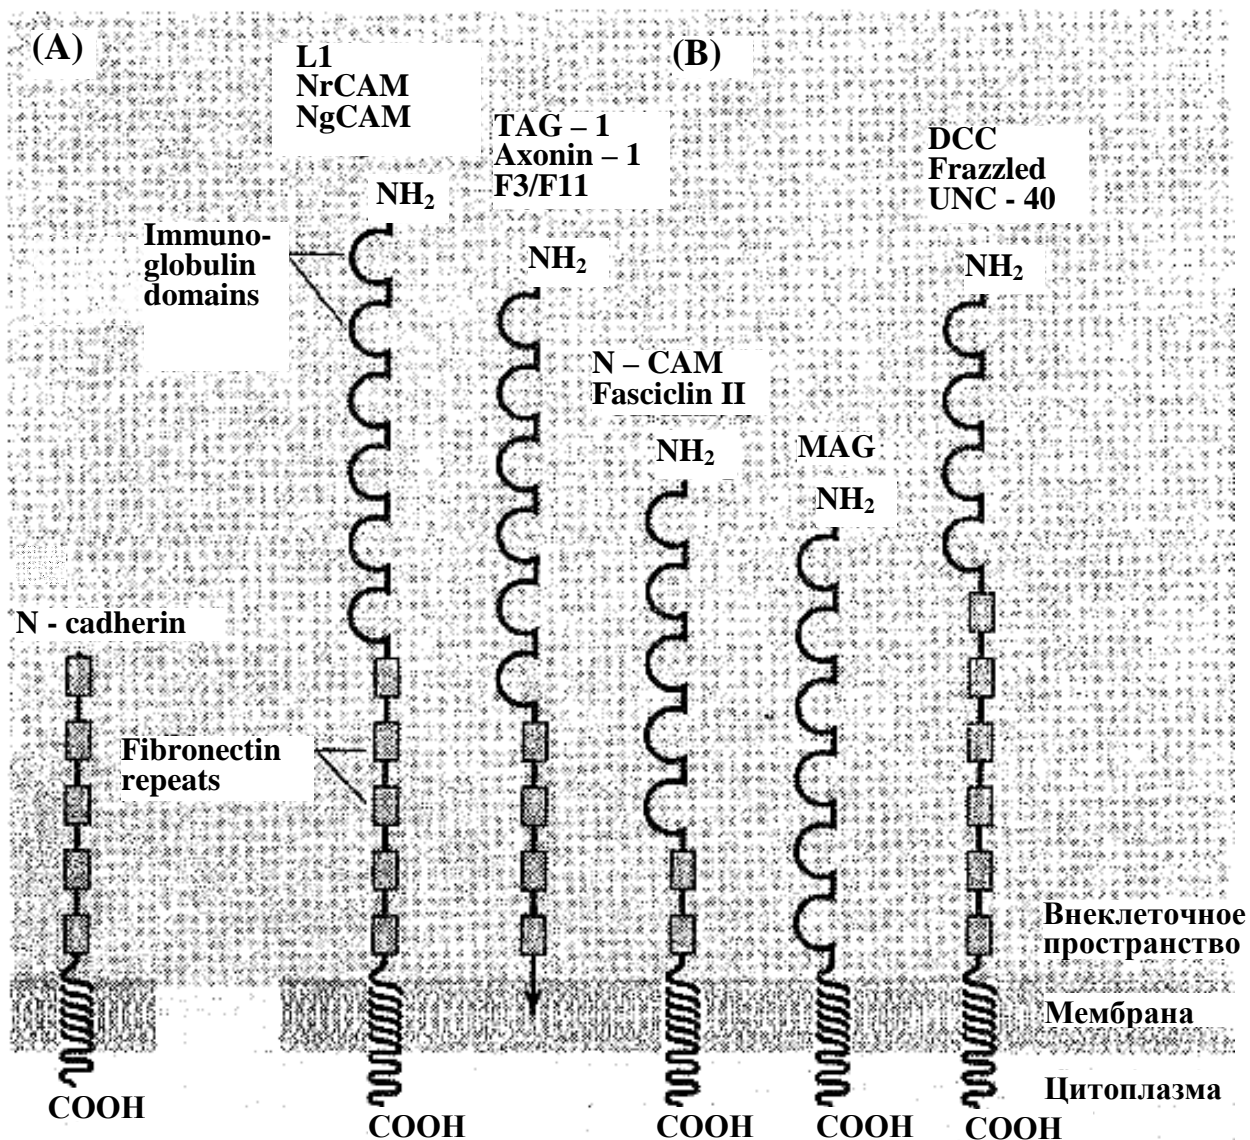 (A)
L1
NrCAM
NgCAM
(B)
TAG – 1
Axonin – 1
F3/F11
DCC
Frazzled
UNC - 40
NH2
Immuno-
globulin
domains
NH2
NH2
N – CAM
Fasciclin II
NH2
MAG
NH2
N - cadherin
Fibronectin
repeats
Внеклеточное
пространство
Мембрана
Цитоплазма
COOH
COOH
COOH
COOH
COOH